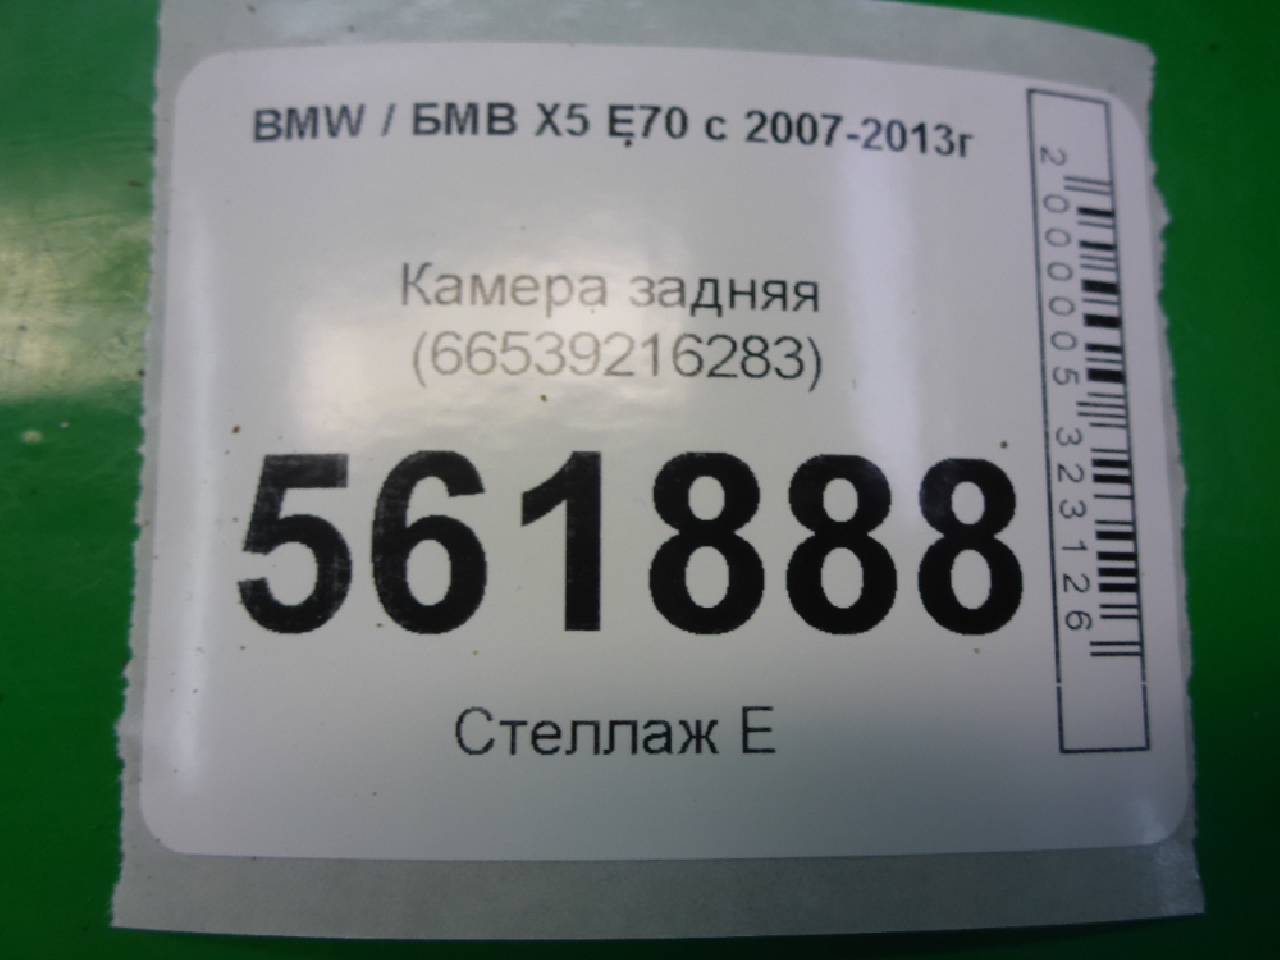 BMW / БМВ X5 E70 с 2007-2013г
Камера задняя
(66539216283)
561888
Стеллаж Е
2000005323126